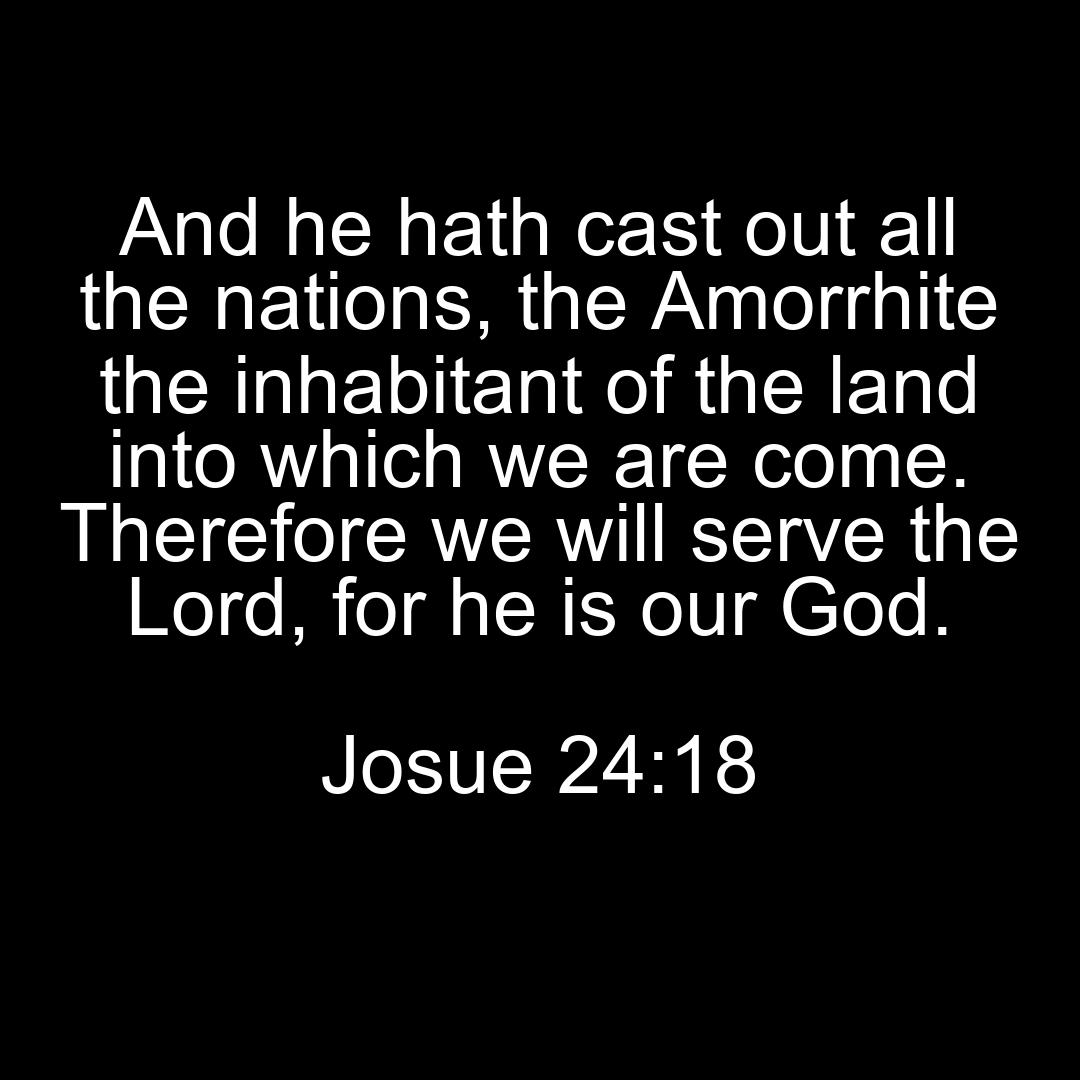 And he hath cast out all
the nations, the Amorrhite
the inhabitant of the land
into which we are come.
Therefore we will serve the
Lord, for he is our God.
Josue 24:18